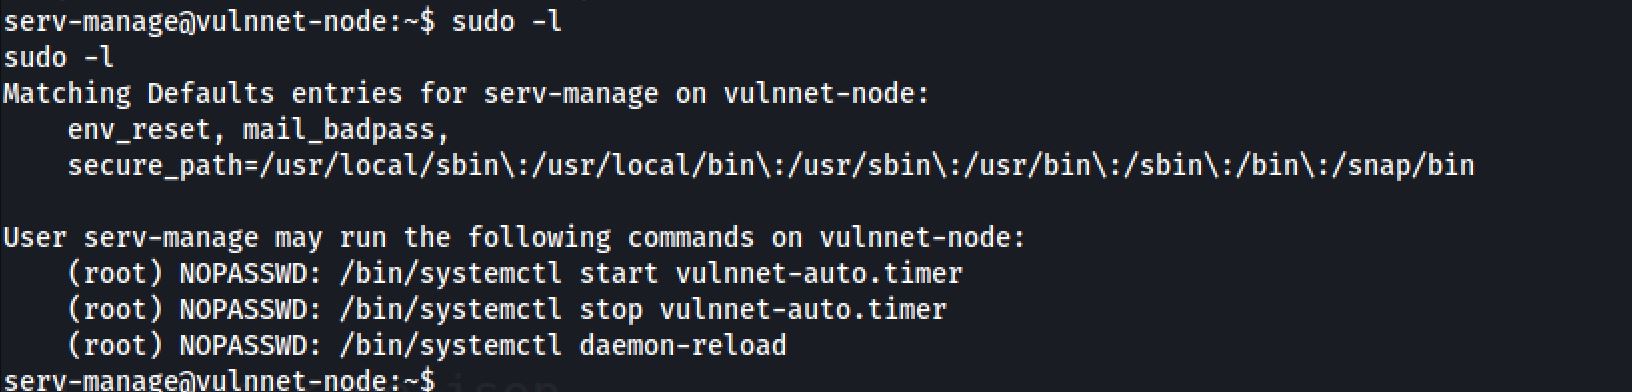 serv-manage@vulnnet-node:~$ sudo -l
sudo -l
Matching Defaults entries for serv-manage on vulnnet-node:
    env_reset, mail_badpass,
    secure_path=/usr/local/sbin\:/usr/local/bin\:/usr/sbin\:/usr/bin\:/sbin\:/bin\:/snap/bin

User serv-manage may run the following commands on vulnnet-node:
    (root) NOPASSWD: /bin/systemctl start vulnnet-auto.timer
    (root) NOPASSWD: /bin/systemctl stop vulnnet-auto.timer
    (root) NOPASSWD: /bin/systemctl daemon-reload
serv-manage@vulnnet-node:~$